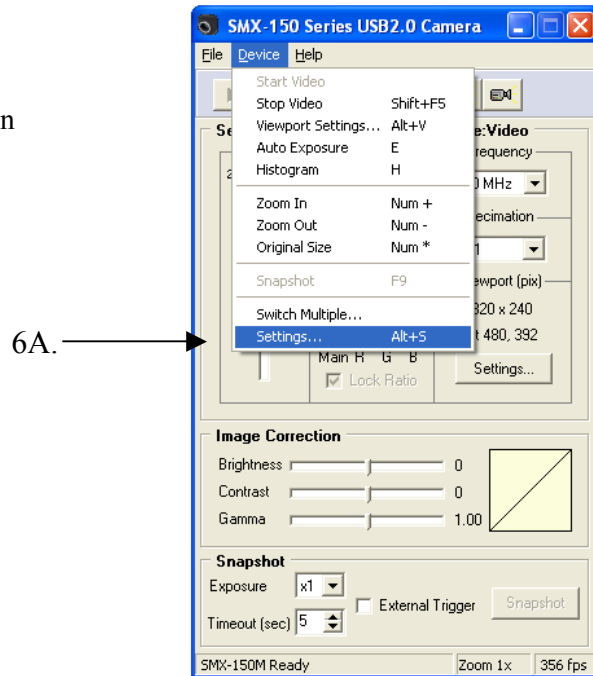 SMX-150 Series USB2.0 Camera
File Device Help
Start Video
Stop Video Shift+F5
Viewport Settings... Alt+V
Auto Exposure E
Histogram H
Zoom In Num +
Zoom Out Num -
Original Size Num *
Snapshot F9
Switch Multiple...
Settings... Alt+S
n
6A.
Se
2
e:Video
requency
0 MHz
ecimation
1
ewport (pix)
320 x 240
t 480, 392
Settings...
Main R G B
Lock Ratio
Image Correction
Brightness 0
Contrast 0
Gamma 1.00
Snapshot
Exposure x1
Timeout (sec) 5
External Trigger
Snapshot
SMX-150M Ready Zoom 1x 356 fps